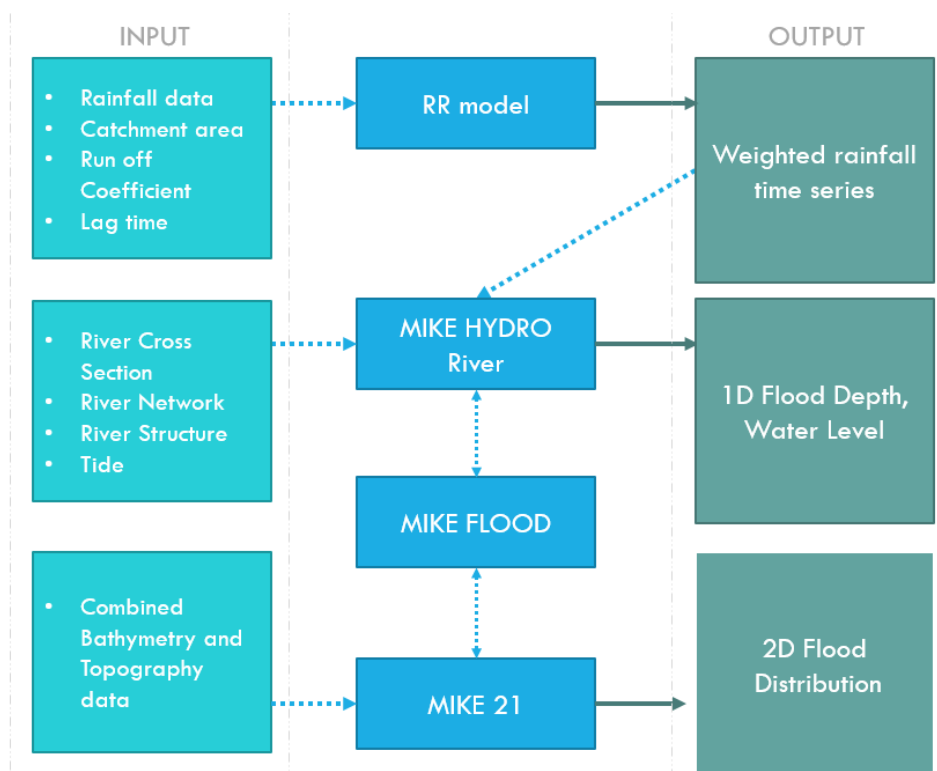 INPUT
OUTPUT
• Rainfall data
• Catchment area
• Run off
Coefficient
• Lag time
RR model
Weighted rainfall
time series
• River Cross
Section
• River Network
• River Structure
• Tide
MIKE HYDRO
River
1D Flood Depth,
Water Level
MIKE FLOOD
• Combined
Bathymetry and
Topography
data
MIKE 21
2D Flood
Distribution